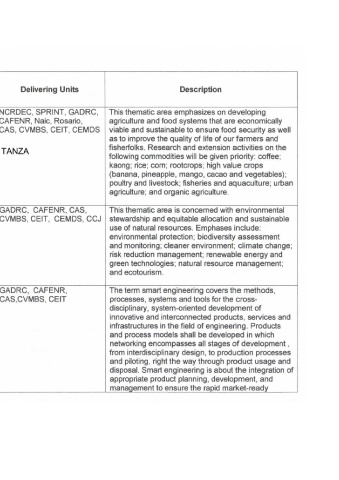 Delivering Units
Description
NCRDEC, SPRINT, GADRC,
CAFENR, Naic, Rosario,
CAS, CVMBS, CEIT, CEMDS
TANZA
This thematic area emphasizes on developing
agriculture and food systems that are economically
viable and sustainable to ensure food security as well
as to improve the quality of life of our farmers and
fisherfolks. Research and extension activities on the
following commodities will be given priority: coffee;
kaong; rice; corn; rootcrops, high value crops
(banana, pineapple, mango, cacao and vegetables);
poultry and livestock; fisheries and aquaculture; urban
agriculture; and organic agriculture.
GADRC, CAFENR, CAS,
CVMBS, CEIT, CEMDS, CCJ
This thematic area is concerned with environmental
stewardship and equitable allocation and sustainable
use of natural resources. Emphases include:
environmental protection; biodiversity assessment
and monitoring; cleaner environment; climate change;
risk reduction management; renewable energy and
green technologies; natural resource management;
and ecotourism.
GADRC, CAFENR,
CAS,CVMBS, CEIT
The term smart engineering covers the methods,
processes, systems and tools for the cross-
disciplinary, system-oriented development of
innovative and interconnected products, services and
infrastructures in the field of engineering. Products
and process models shall be developed in which
networking encompasses all stages of development ,
from interdisciplinary design, to production processes
and piloting, right the way through product usage and
disposal. Smart engineering is about the integration of
appropriate product planning, development, and
management to ensure the rapid market-ready